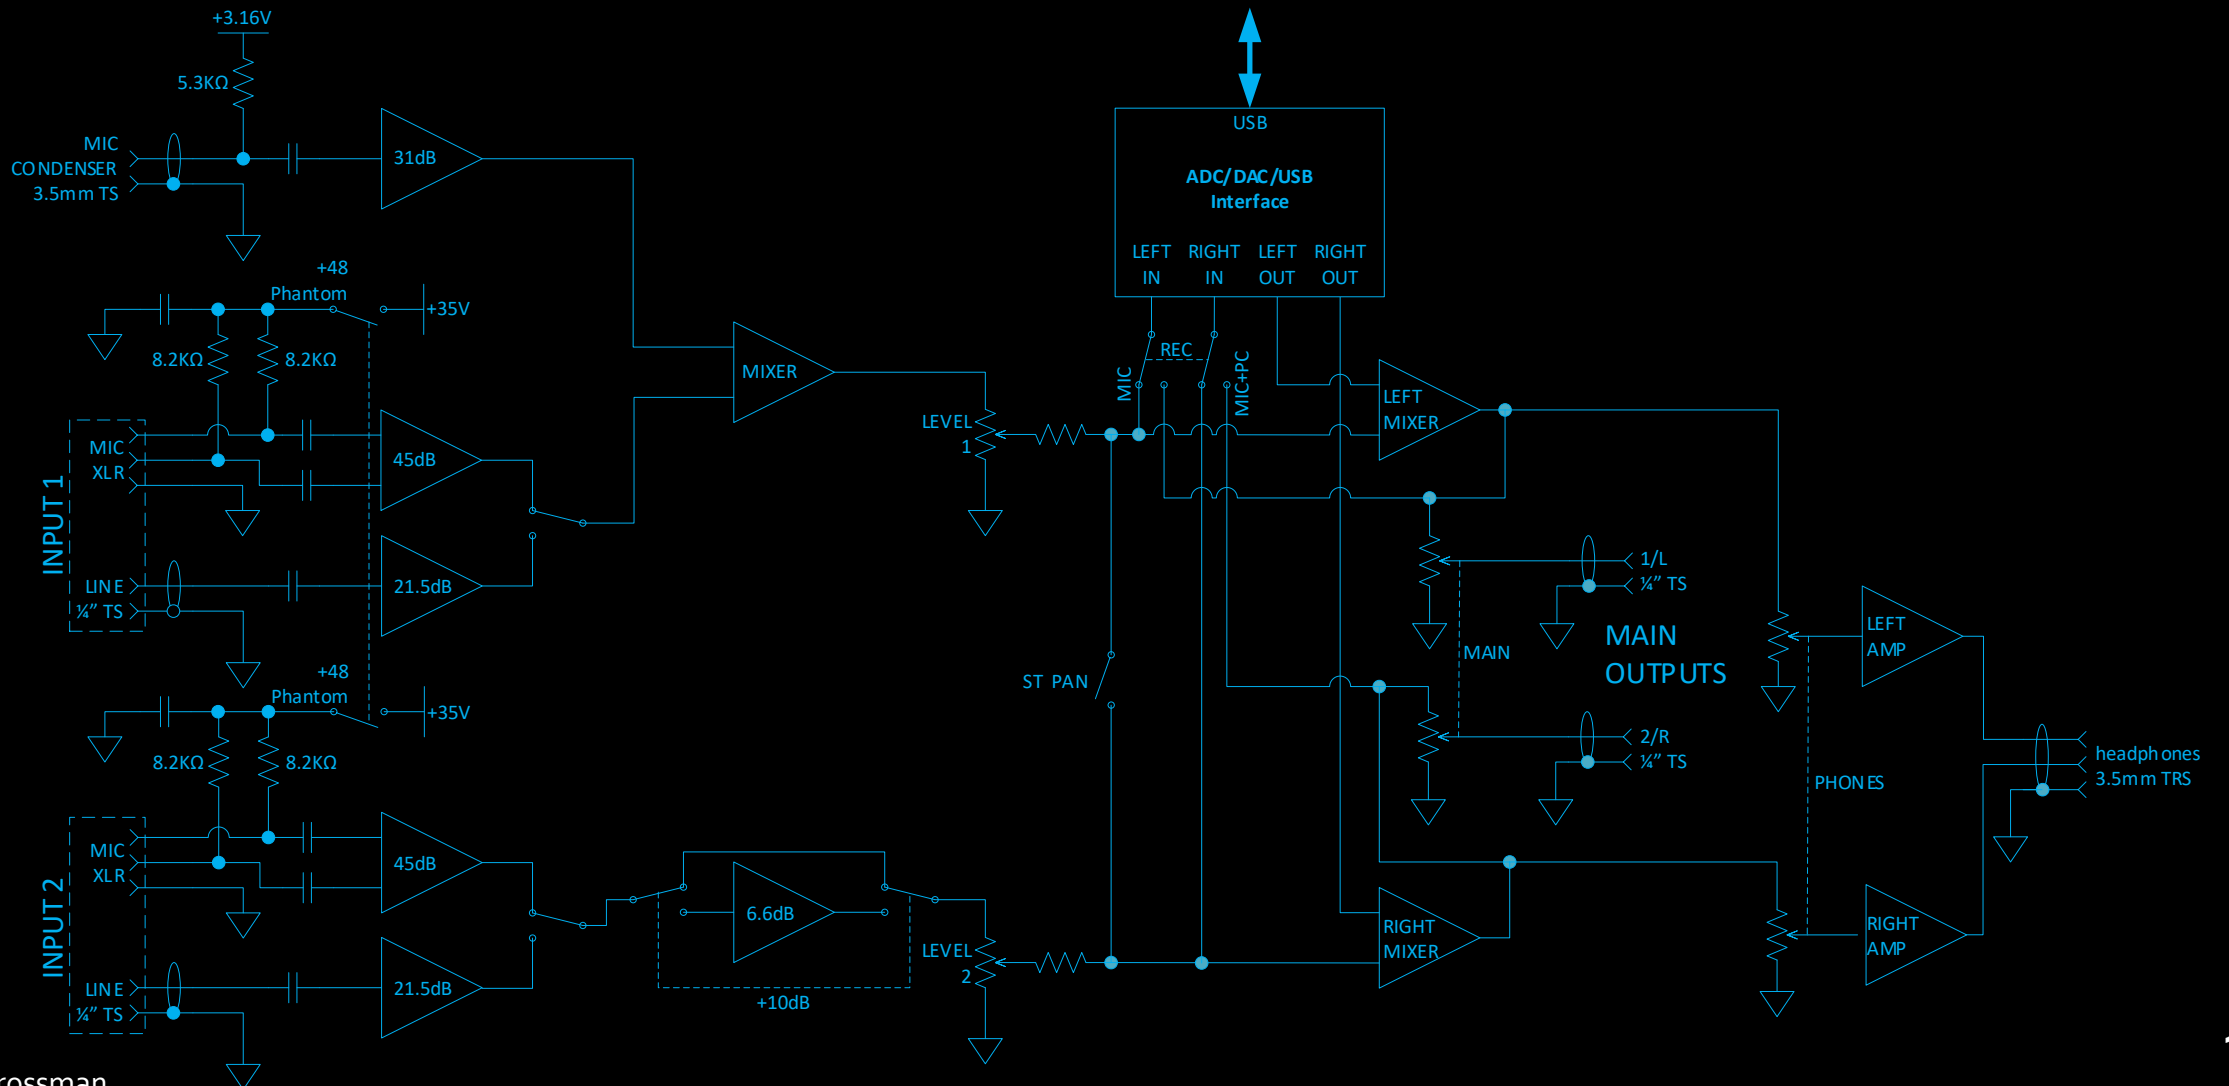 +3.16V
5.3KΩ
MIC
CONDENSER
3.5mm TS
31dB
+48
Phantom
+35V
8.2KΩ
8.2KΩ
INPUT 1
MIC
XLR
45dB
LINE
¼” TS
21.5dB
MIXER
LEVEL
1
+48
Phantom
+35V
8.2KΩ
8.2KΩ
INPUT 2
MIC
XLR
45dB
LINE
¼” TS
21.5dB
6.6dB
+10dB
LEVEL
2
ST PAN
USB
ADC/DAC/USB
Interface
LEFT RIGHT LEFT RIGHT
IN IN OUT OUT
REC
MIC
MIC+PC
LEFT
MIXER
1/L
¼” TS
MAIN
MAIN
OUTPUTS
2/R
¼” TS
RIGHT
MIXER
LEFT
AMP
PHONES
RIGHT
AMP
headphones
3.5mm TRS